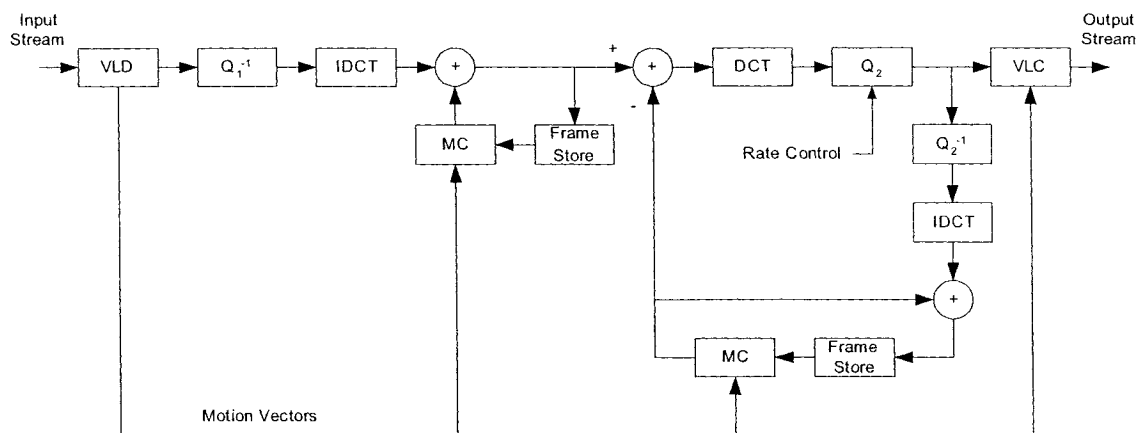 Input
Stream
Output
Stream
VLD
Q₁⁻¹
IDCT
+
+
-
+
DCT
Q₂
VLC
MC
Frame
Store
Rate Control
Q₂⁻¹
IDCT
+
MC
Frame
Store
Motion Vectors